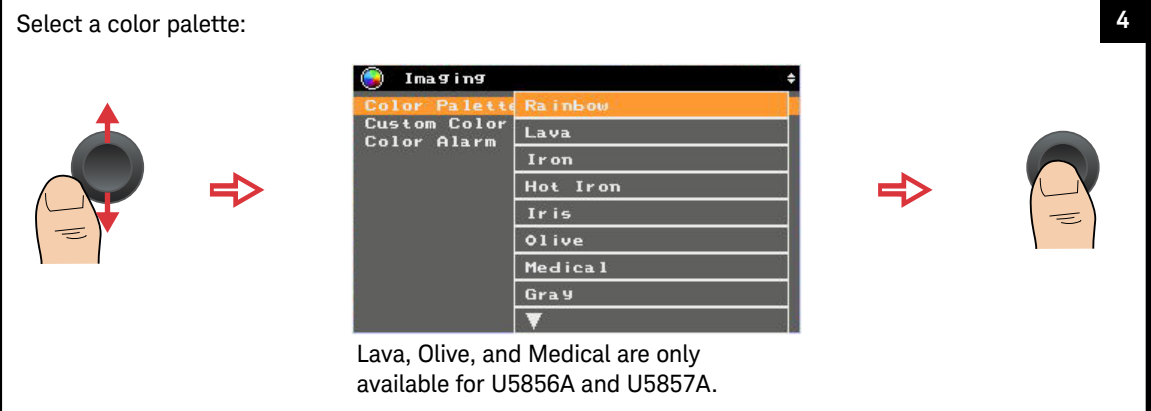 Select a color palette:
4
Imaging
Color Palette
Custom Color
Color Alarm
Rainbow
Lava
Iron
Hot Iron
Iris
Olive
Medical
Gray
Lava, Olive, and Medical are only
available for U5856A and U5857A.